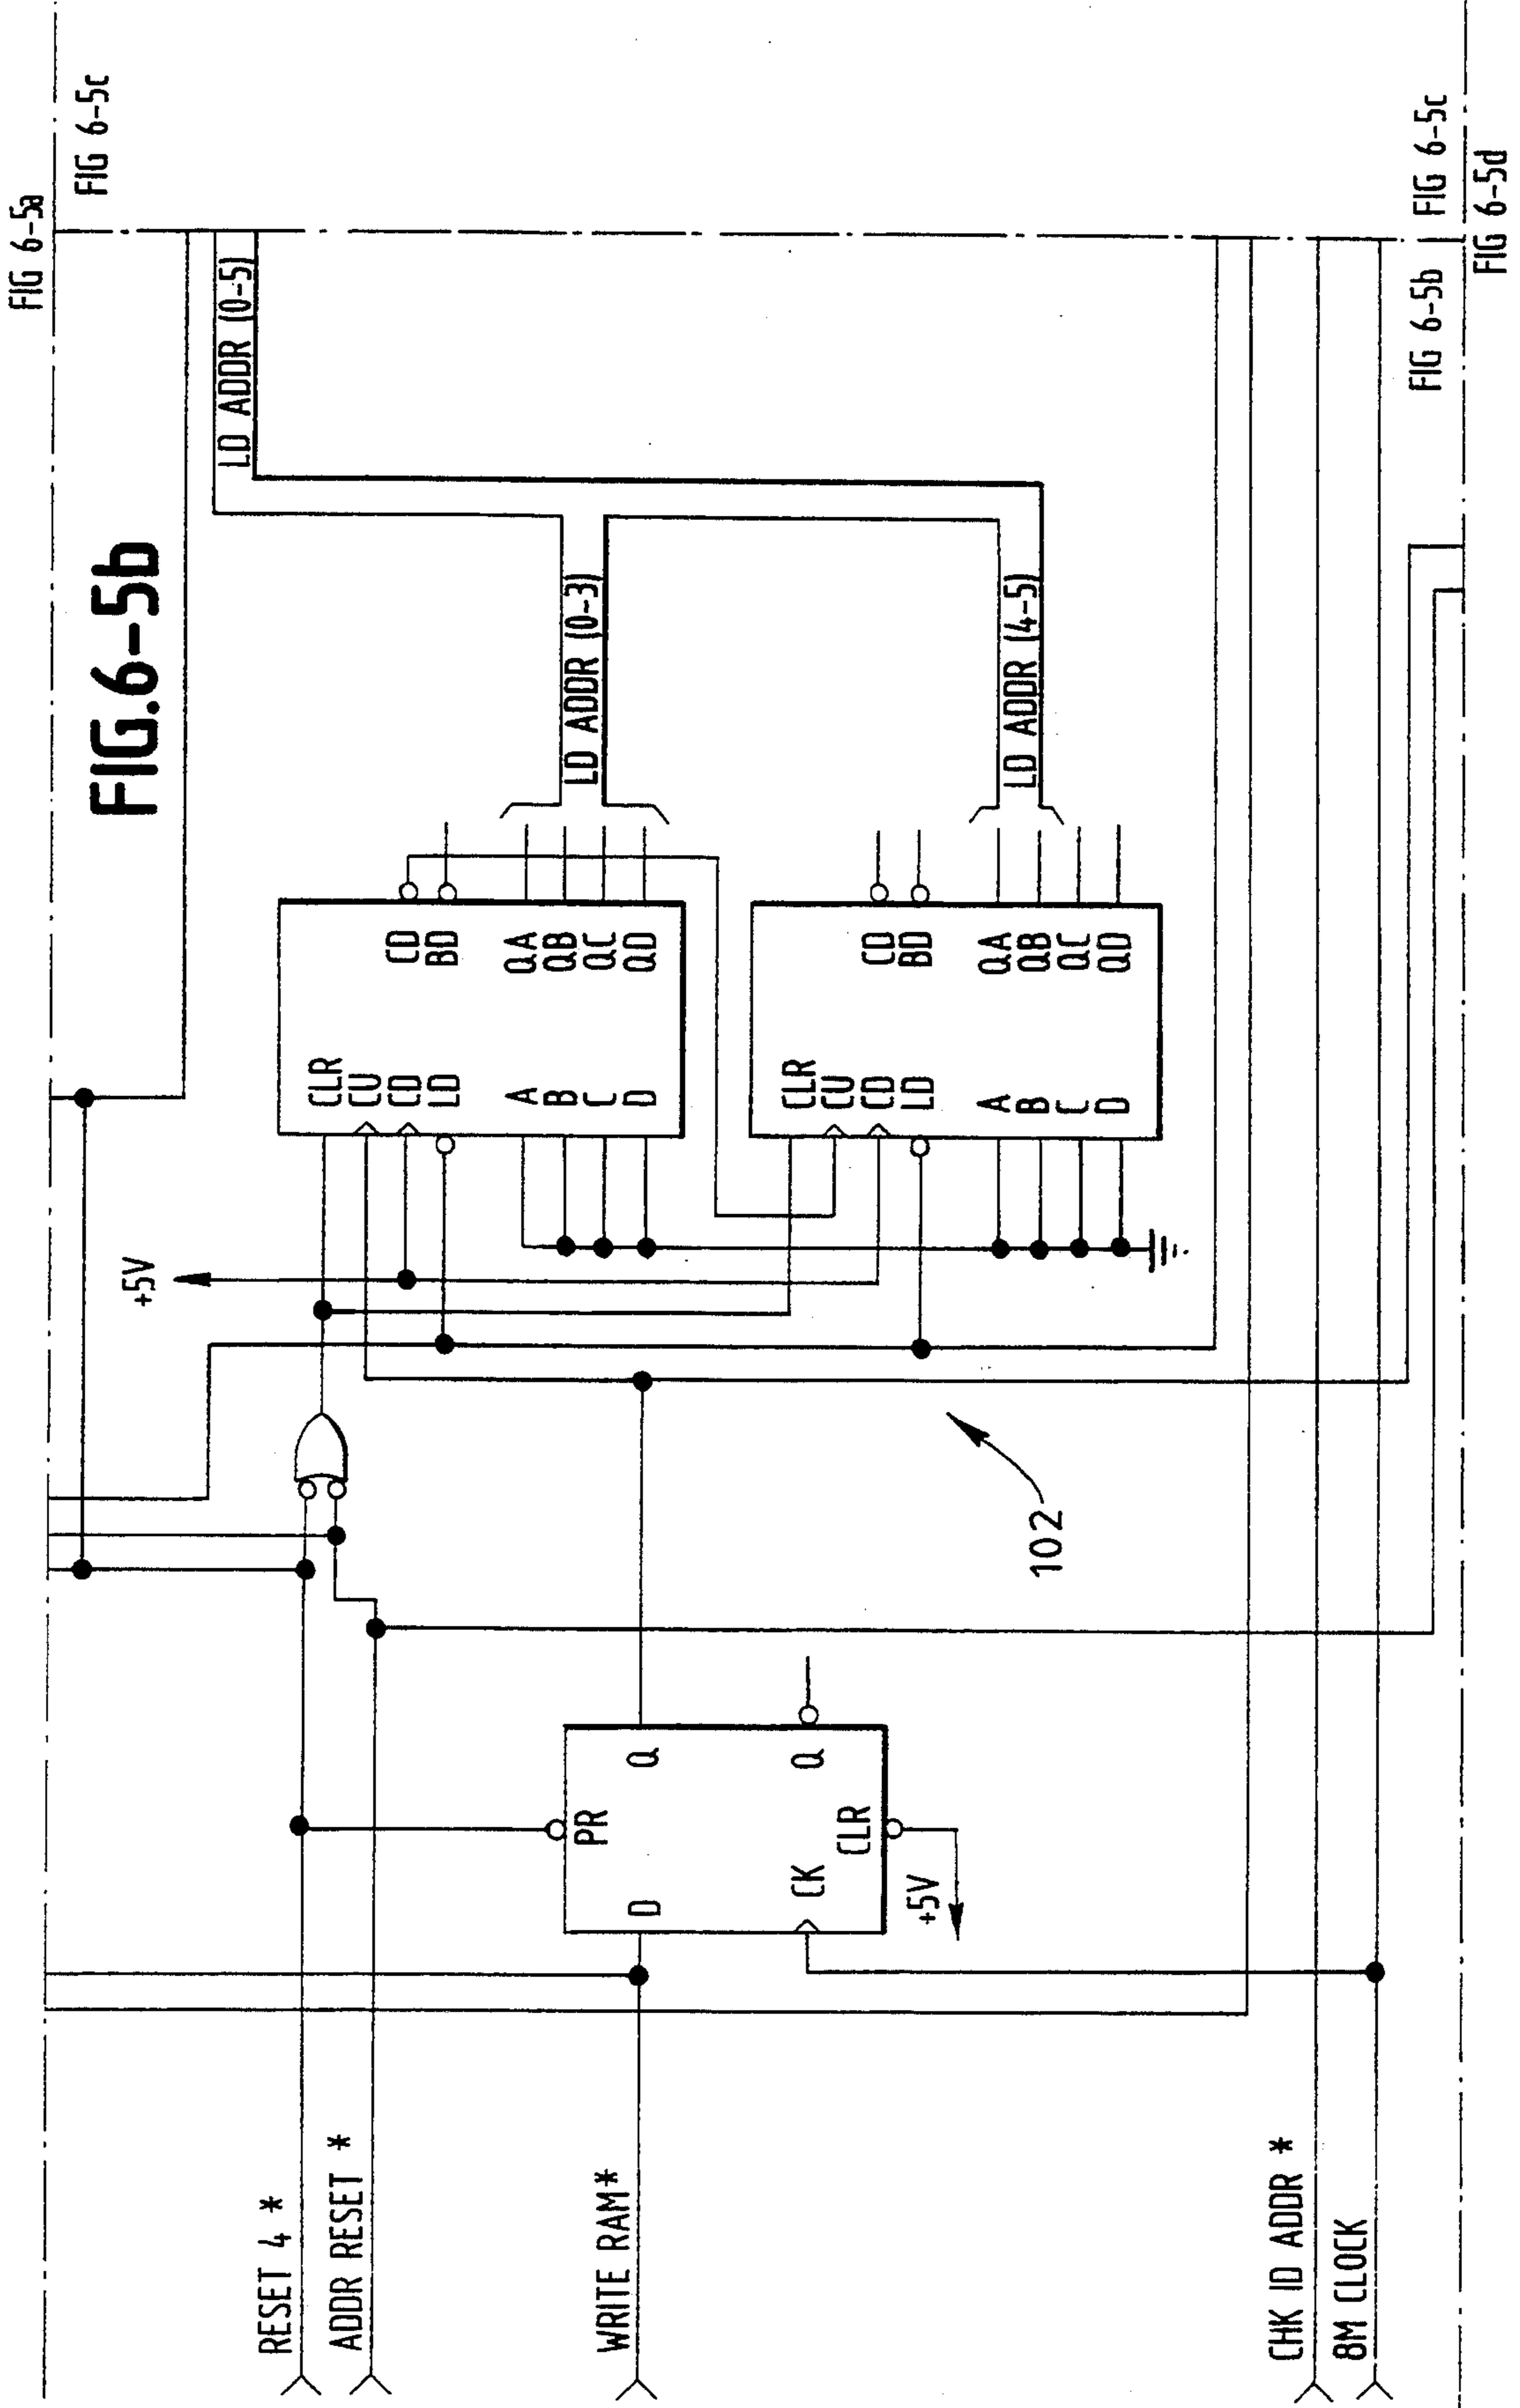 FIG 6-5a
FIG 6-5c
FIG.6-5b
LD ADDR (0-5)
LD ADDR (0-3)
LD ADDR (4-5)
+5V
CLR
CU
CD
LD
A
B
C
D
CD
BD
QA
QB
QC
QD
CLR
CU
CD
LD
A
B
C
D
CD
BD
QA
QB
QC
QD
RESET 4 *
ADDR RESET *
WRITE RAM*
D
PR
Q
CK
CLR
Q
+5V
102
CHK ID ADDR *
8M CLOCK
FIG 6-5b
FIG 6-5c
FIG 6-5d